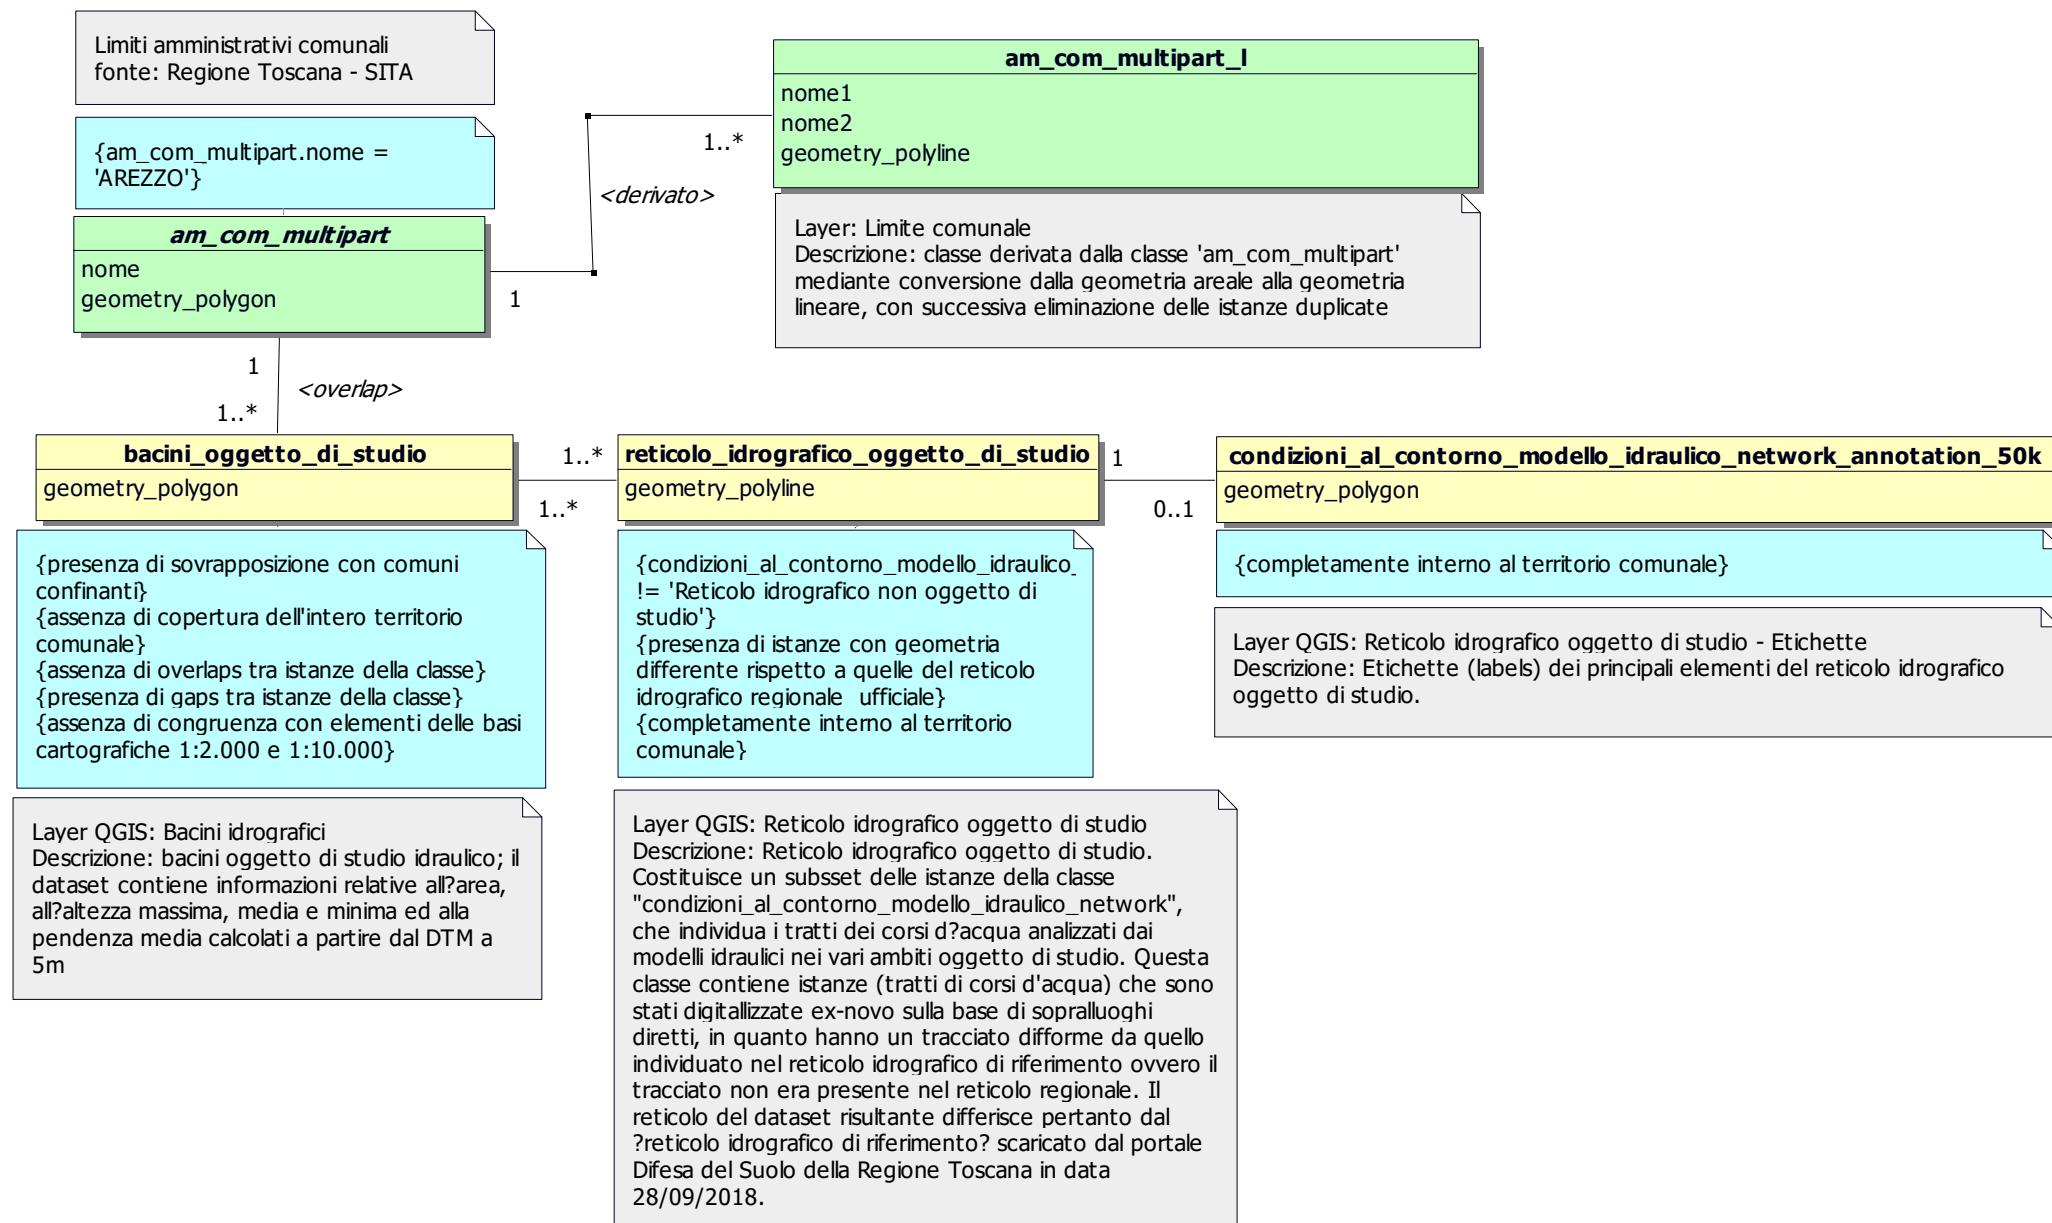 Limiti amministrativi comunali
fonte: Regione Toscana - SITA
{am_com_multipart.nome =
'AREZZO'}
am_com_multipart
nome
geometry_polygon
am_com_multipart_l
nome1
nome2
geometry_polyline
1..*
<derivato>
1
Layer: Limite comunale
Descrizione: classe derivata dalla classe 'am_com_multipart'
mediante conversione dalla geometria areale alla geometria
lineare, con successiva eliminazione delle istanze duplicate
1
<overlap>
1..*
bacini_oggetto_di_studio
geometry_polygon
1..*
1..*
reticolo_idrografico_oggetto_di_studio
geometry_polyline
1
0..1
condizioni_al_contorno_modello_idraulico_network_annotation_50k
geometry_polygon
{presenza di sovrapposizione con comuni
confinanti}
{assenza di copertura dell'intero territorio
comunale}
{assenza di overlaps tra istanze della classe}
{presenza di gaps tra istanze della classe}
{assenza di congruenza con elementi delle basi
cartografiche 1:2.000 e 1:10.000}
{condizioni_al_contorno_modello_idraulico_
!= 'Reticolo idrografico non oggetto di
studio'}
{presenza di istanze con geometria
differente rispetto a quelle del reticolo
idrografico regionale  ufficiale}
{completamente interno al territorio
comunale}
{completamente interno al territorio comunale}
Layer QGIS: Reticolo idrografico oggetto di studio - Etichette
Descrizione: Etichette (labels) dei principali elementi del reticolo idrografico
oggetto di studio.
Layer QGIS: Bacini idrografici
Descrizione: bacini oggetto di studio idraulico; il
dataset contiene informazioni relative all?area,
all?altezza massima, media e minima ed alla
pendenza media calcolati a partire dal DTM a
5m
Layer QGIS: Reticolo idrografico oggetto di studio
Descrizione: Reticolo idrografico oggetto di studio.
Costituisce un subsset delle istanze della classe
"condizioni_al_contorno_modello_idraulico_network",
che individua i tratti dei corsi d?acqua analizzati dai
modelli idraulici nei vari ambiti oggetto di studio. Questa
classe contiene istanze (tratti di corsi d'acqua) che sono
stati digitallizzate ex-novo sulla base di sopralluoghi
diretti, in quanto hanno un tracciato difforme da quello
individuato nel reticolo idrografico di riferimento ovvero il
tracciato non era presente nel reticolo regionale. Il
reticolo del dataset risultante differisce pertanto dal
?reticolo idrografico di riferimento? scaricato dal portale
Difesa del Suolo della Regione Toscana in data
28/09/2018.